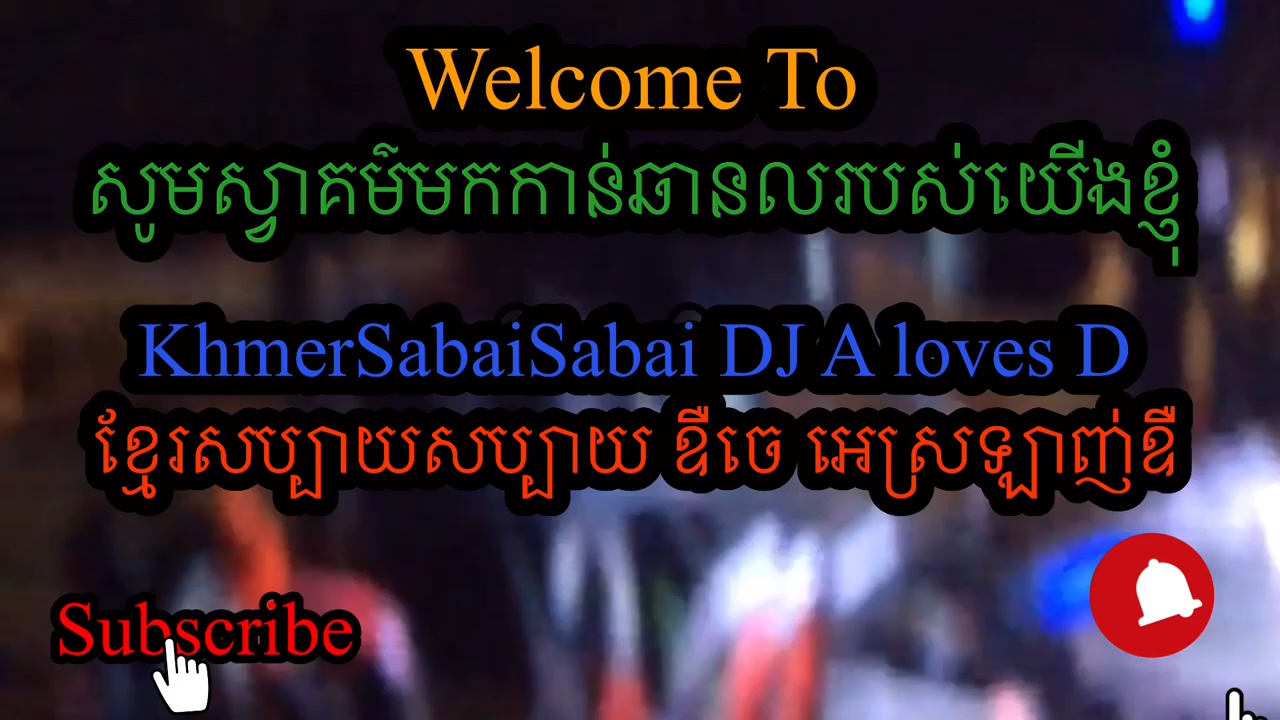 Welcome To
សូមស្វាគមន៏មកកាន់ឆានលរបស់យើងខ្ញុំ
KhmerSabaiSabai DJ A loves D
ខ្មែរសប្បាយសប្បាយ ឌីចេ អេស្រឡាញ់ឌី
Subscribe